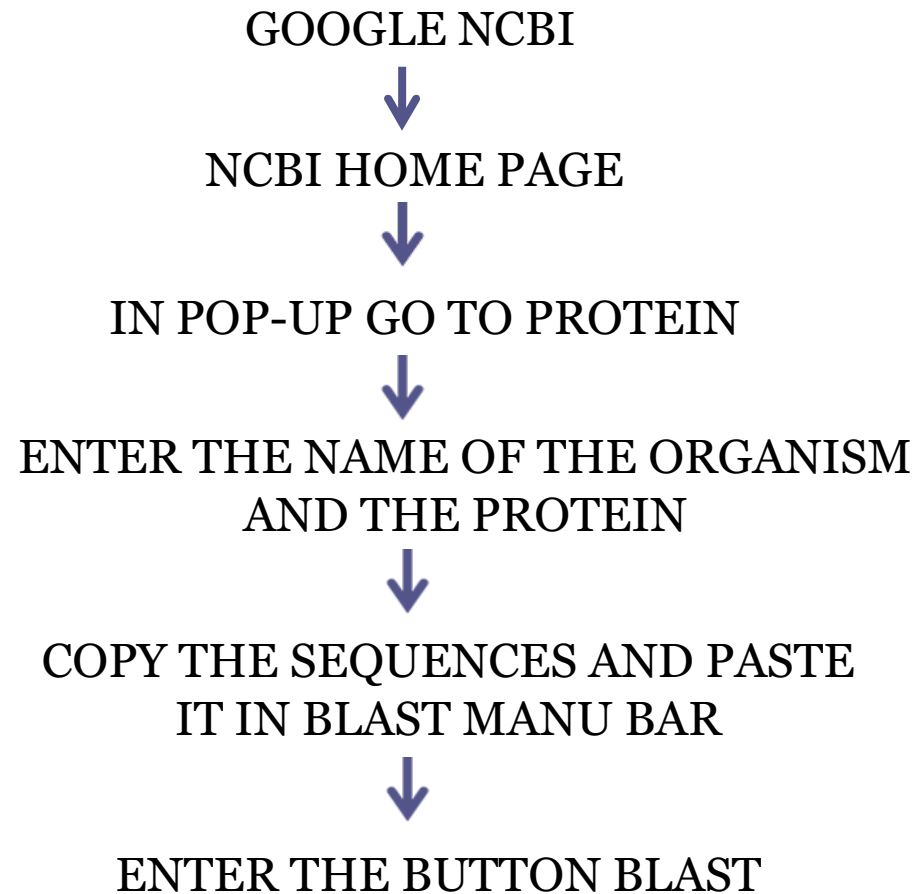 GOOGLE NCBI
NCBI HOME PAGE
IN POP-UP GO TO PROTEIN
ENTER THE NAME OF THE ORGANISM
AND THE PROTEIN
COPY THE SEQUENCES AND PASTE
IT IN BLAST MANU BAR
ENTER THE BUTTON BLAST